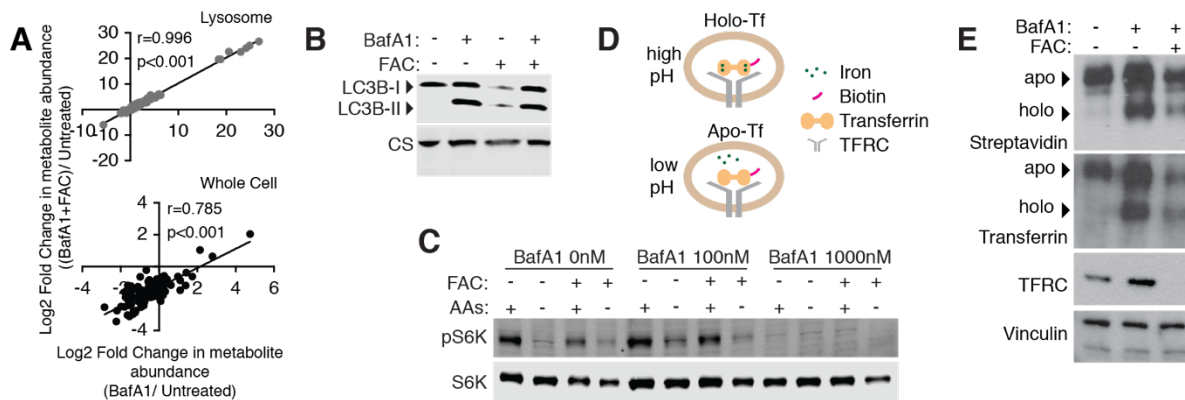 A
Lysosome
r=0.996
p<0.001
30
20
10
-10
10
20
30
-10
-20
Whole Cell
r=0.785
p<0.001
4
2
-4
-2
2
4
6
-4
Log2 Fold Change in metabolite abundance
((BafA1+FAC)/ Untreated)
Log2 Fold Change in metabolite
abundance
(BafA1/ Untreated)
B
BafA1: - + - +
FAC: - - + +
LC3B-I
LC3B-II
CS
D
Holo-Tf
high
pH
Apo-Tf
low
pH
Iron
Biotin
Transferrin
TFRC
C
BafA1 0nM BafA1 100nM BafA1 1000nM
FAC: - - + + - - + + - - + +
AAs: + - + - + - + - + - + -
pS6K
S6K
E
BafA1: - + +
FAC: - - +
apo
holo
Streptavidin
apo
holo
Transferrin
TFRC
Vinculin